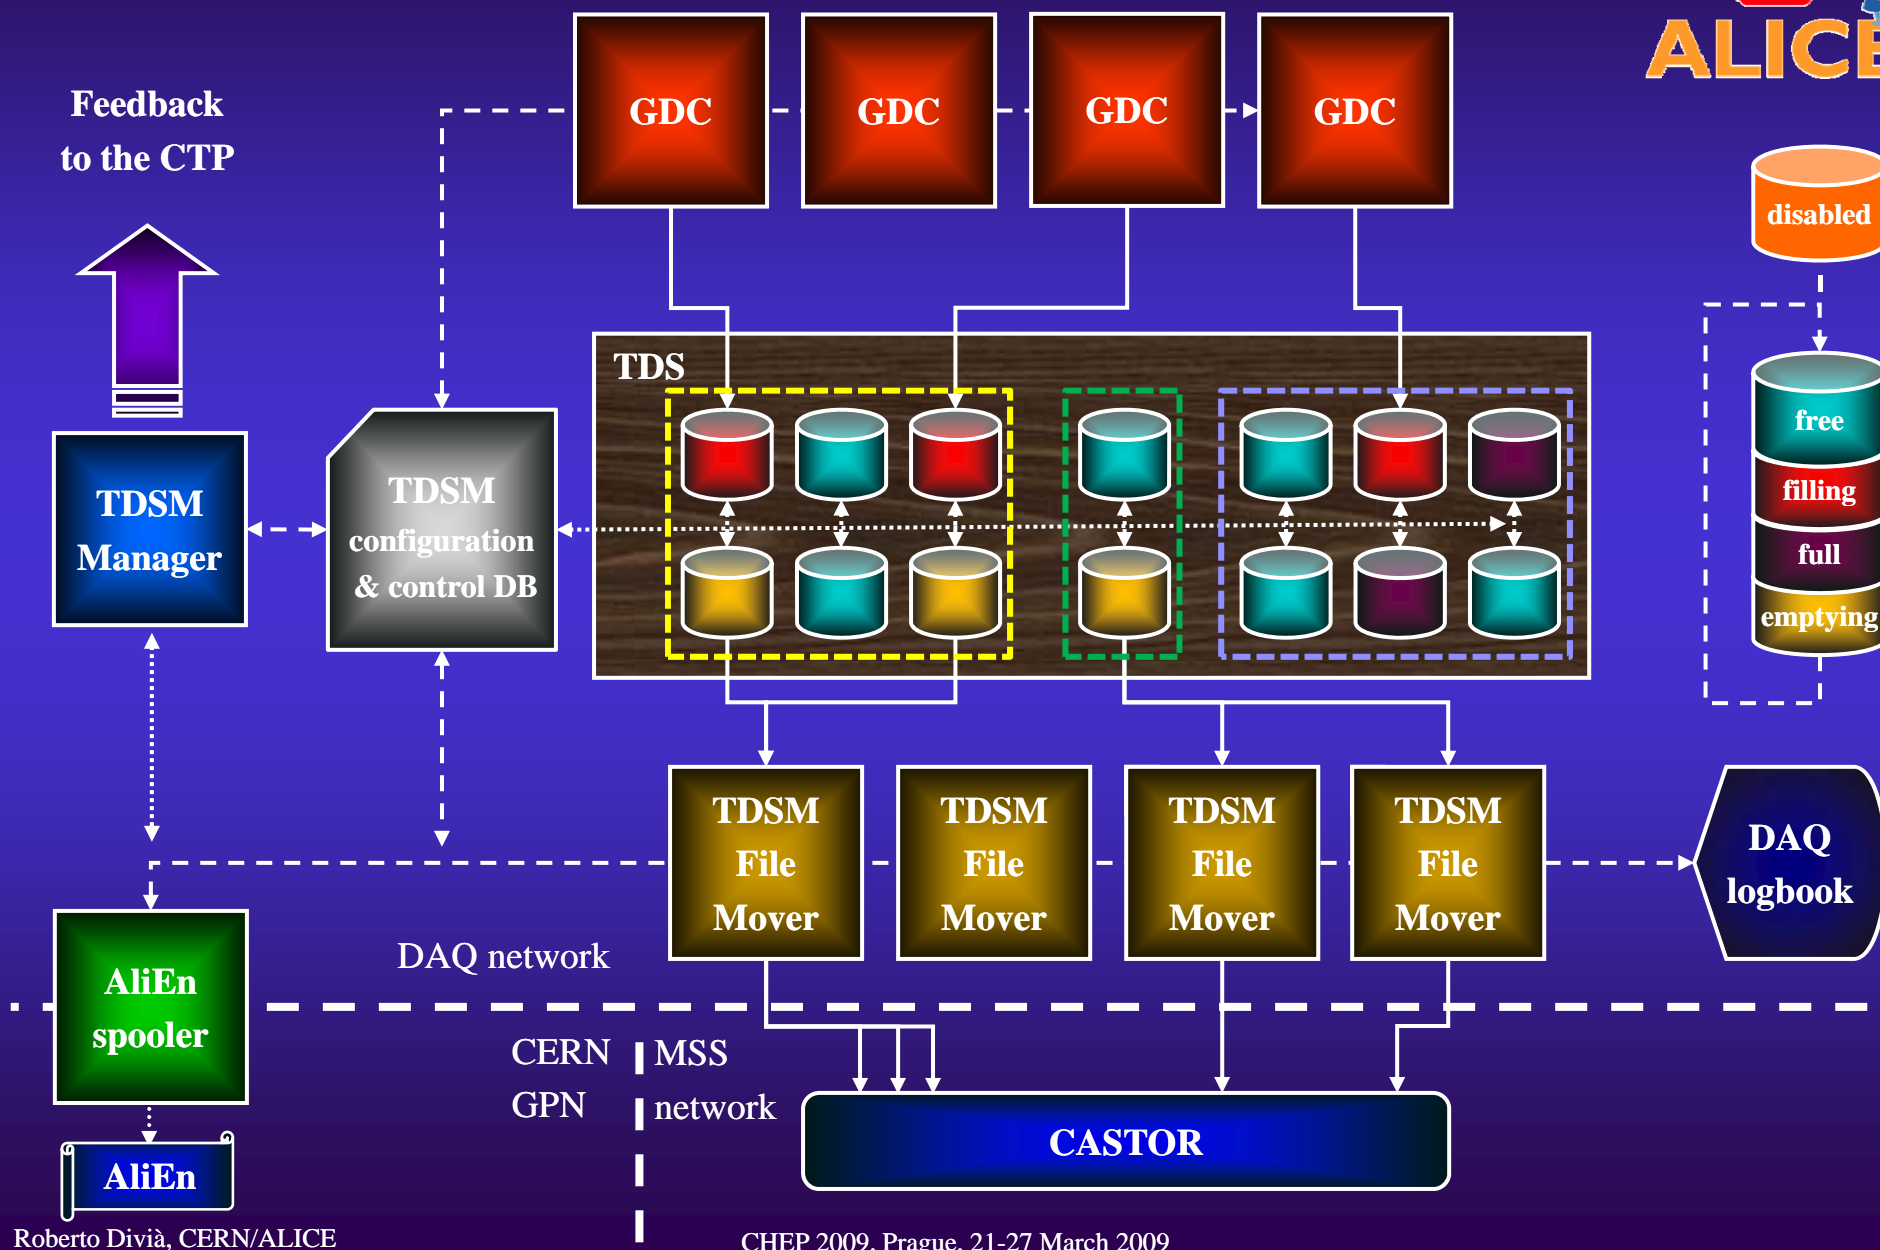 ALICE
GDC
GDC
GDC
GDC
Feedback
to the CTP
disabled
TDS
free
filling
full
emptying
TDSM
Manager
TDSM
configuration
& control DB
TDSM
File
Mover
TDSM
File
Mover
TDSM
File
Mover
TDSM
File
Mover
DAQ
logbook
DAQ network
AliEn
spooler
CERN
GPN
MSS
network
CASTOR
AliEn
Roberto Divià, CERN/ALICE
CHEP 2009, Prague, 21-27 March 2009